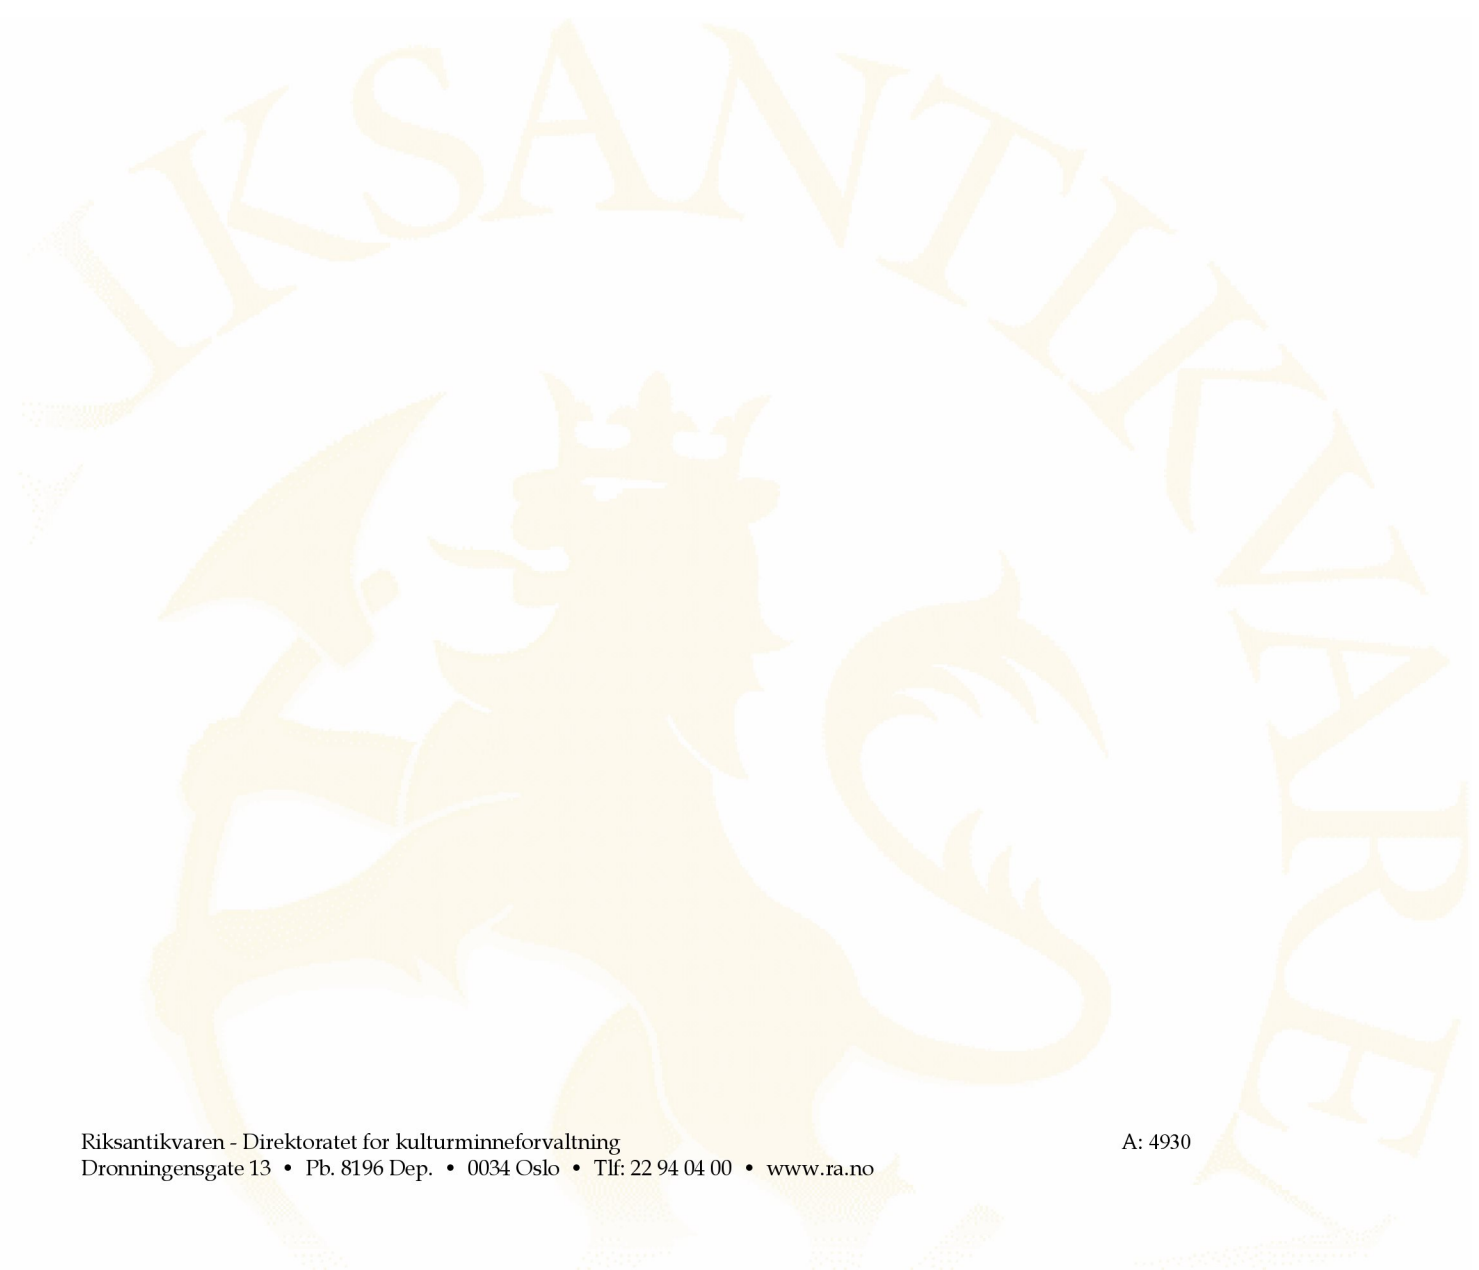 RIKSANTIKVAREN
Riksantikvaren - Direktoratet for kulturminneforvaltning
A: 4930
Dronningensgate 13 • Pb. 8196 Dep. • 0034 Oslo • Tlf: 22 94 04 00 • www.ra.no